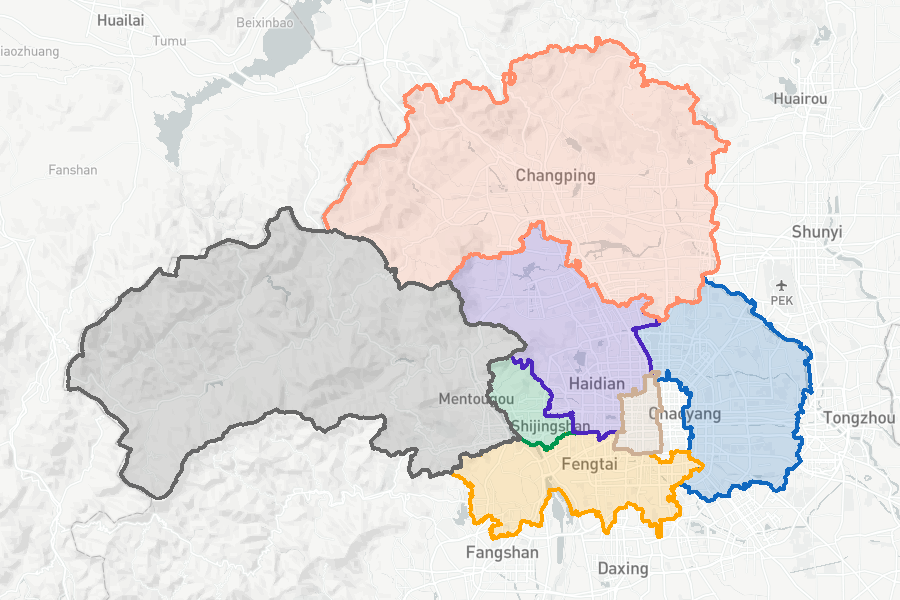 Huailai
Beixinbao
Tumu
iaozhuang
Huairou
Fanshan
Changping
Shunyi
PEK
Haidian
Mentougou
Chaoyang
Tongzhou
Shijingshan
Fengtai
Fangshan
Daxing